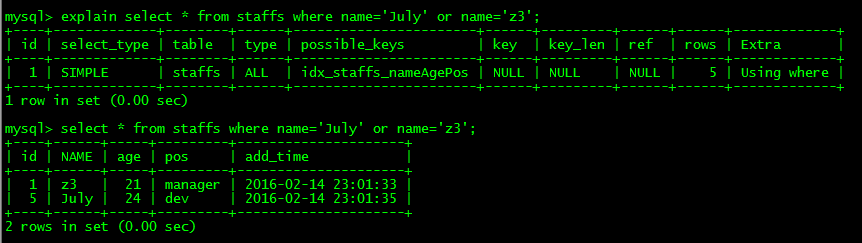 mysql> explain select * from staffs where name='July' or name='z3';
+----+-------------+--------+------+-----------------------+------+---------+------+------+-------------+
| id | select_type | table  | type | possible_keys         | key  | key_len | ref  | rows | Extra       |
+----+-------------+--------+------+-----------------------+------+---------+------+------+-------------+
|  1 | SIMPLE      | staffs | ALL  | idx_staffs_nameAgePos | NULL | NULL    | NULL |    5 | Using where |
+----+-------------+--------+------+-----------------------+------+---------+------+------+-------------+
1 row in set (0.00 sec)
mysql> select * from staffs where name='July' or name='z3';
+----+------+-----+---------+---------------------+
| id | NAME | age | pos     | add_time            |
+----+------+-----+---------+---------------------+
|  1 | z3   |  21 | manager | 2016-02-14 23:01:33 |
|  5 | July |  24 | dev     | 2016-02-14 23:01:35 |
+----+------+-----+---------+---------------------+
2 rows in set (0.00 sec)